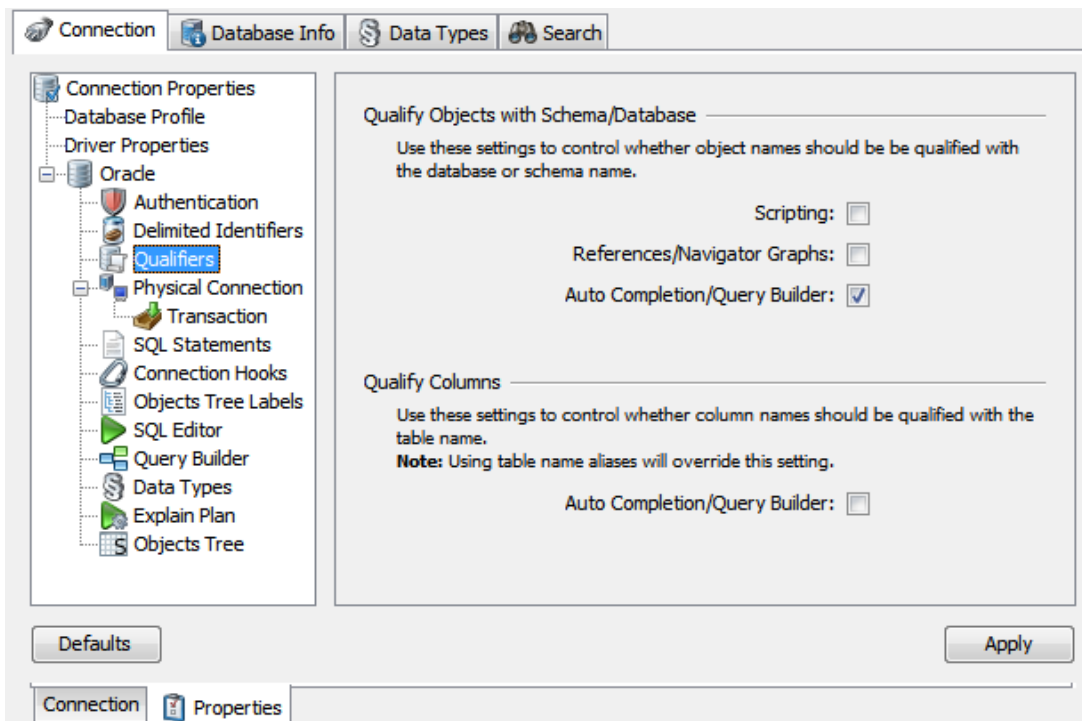 Connection
Database Info
Data Types
Search
Connection Properties
Database Profile
Driver Properties
Oracle
Authentication
Delimited Identifiers
Qualifiers
Physical Connection
Transaction
SQL Statements
Connection Hooks
Objects Tree Labels
SQL Editor
Query Builder
Data Types
Explain Plan
S Objects Tree
Qualify Objects with Schema/Database
Use these settings to control whether object names should be be qualified with
the database or schema name.
Scripting:
References/Navigator Graphs:
Auto Completion/Query Builder:
Qualify Columns
Use these settings to control whether column names should be qualified with the
table name.
Note: Using table name aliases will override this setting.
Auto Completion/Query Builder:
Defaults
Apply
Connection
Properties